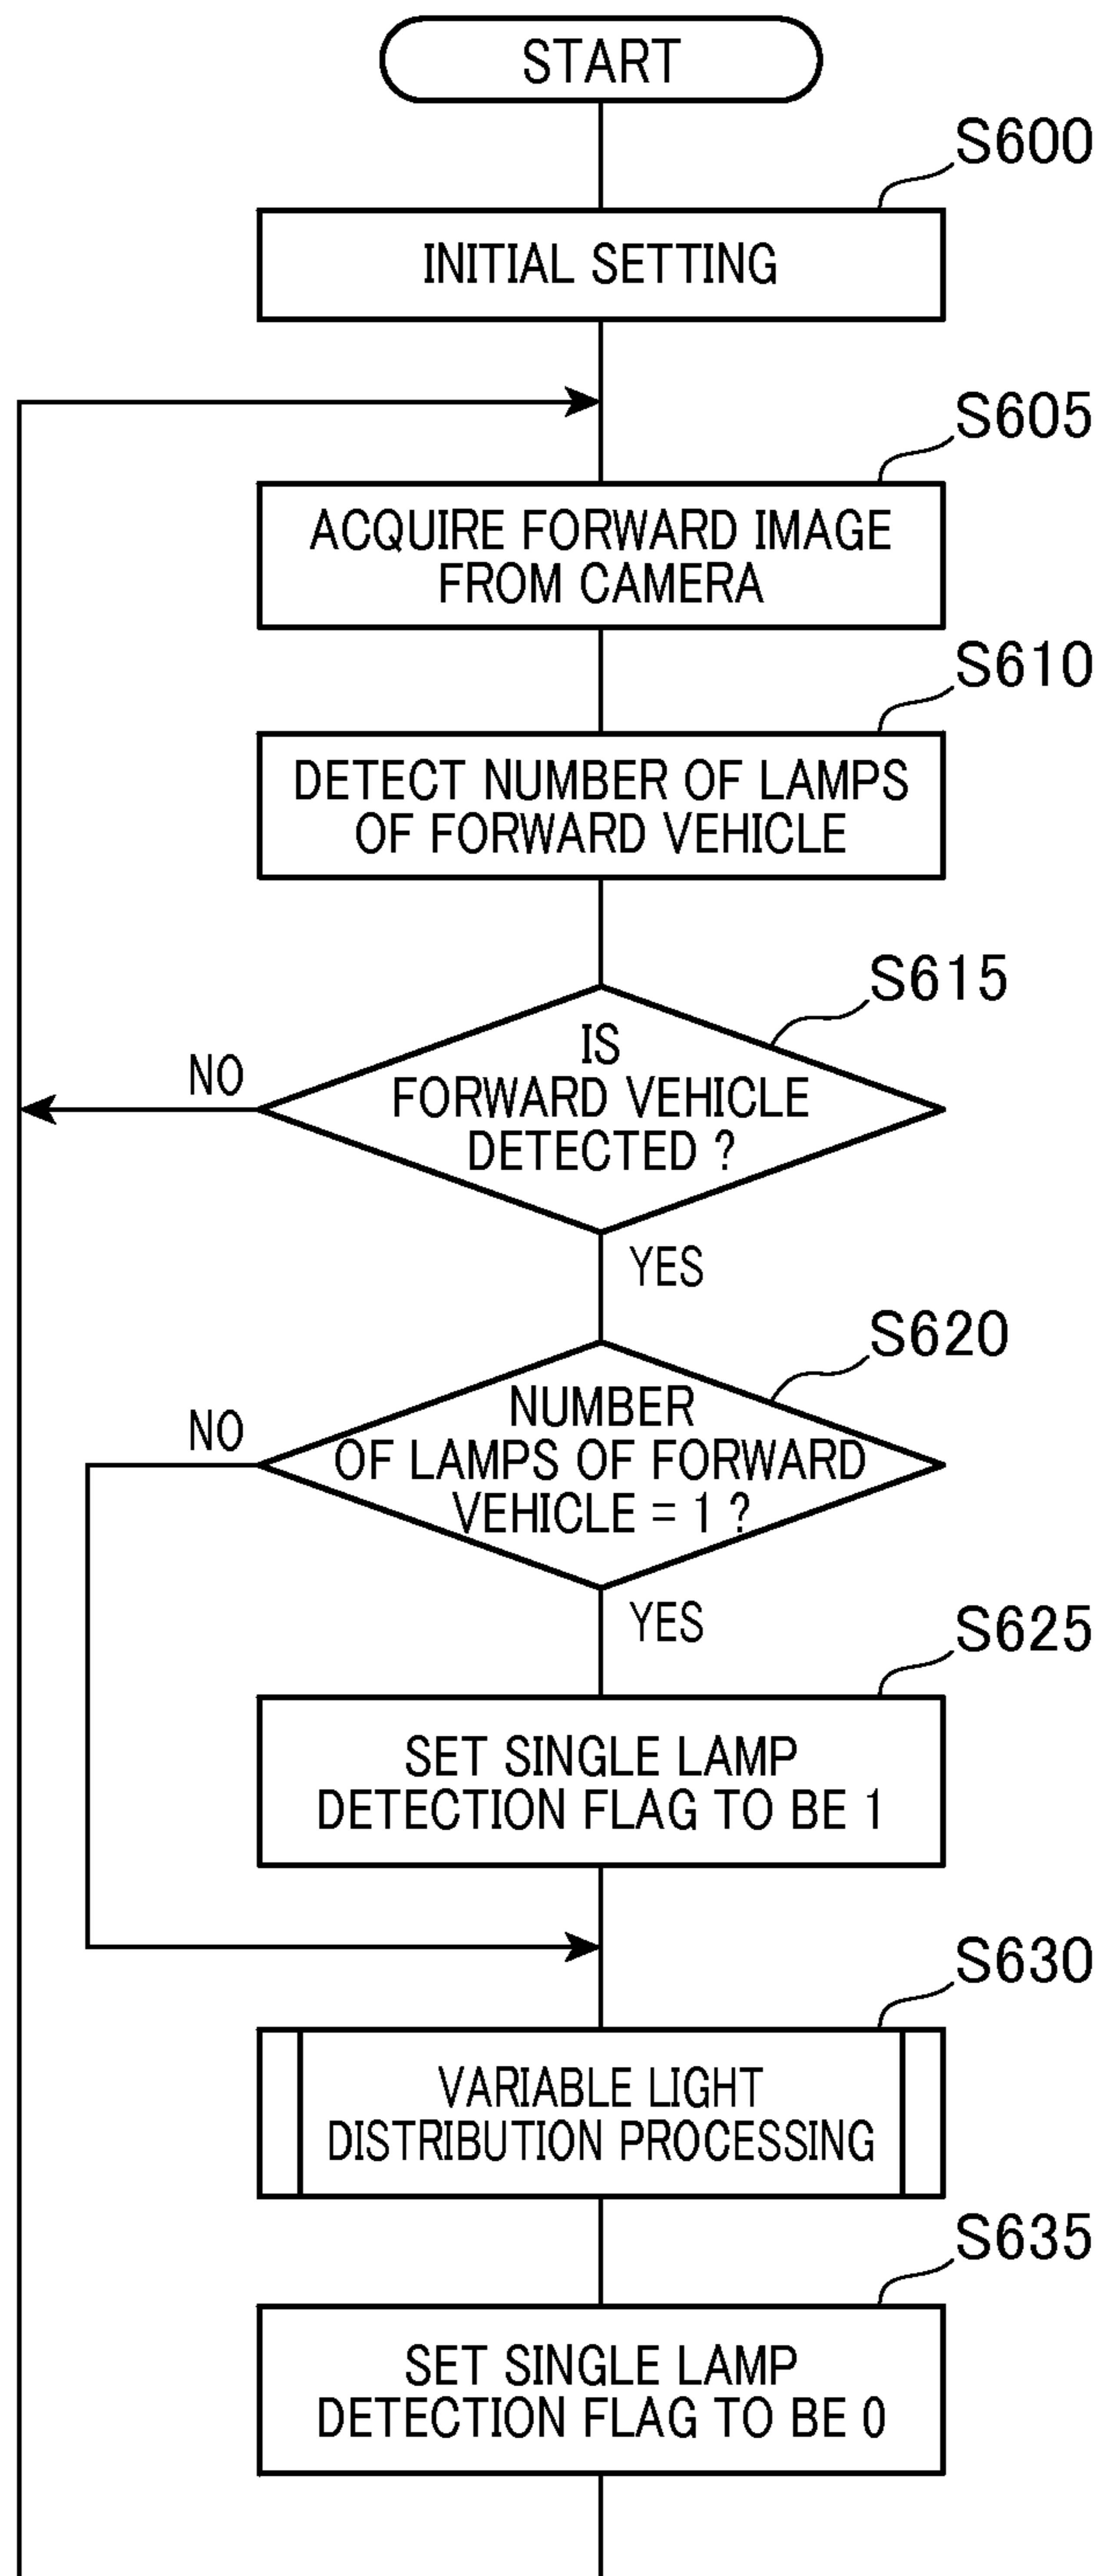 START
S600
INITIAL SETTING
S605
ACQUIRE FORWARD IMAGE
FROM CAMERA
S610
DETECT NUMBER OF LAMPS
OF FORWARD VEHICLE
S615
IS
FORWARD VEHICLE
DETECTED ?
NO
YES
S620
NUMBER
OF LAMPS OF FORWARD
VEHICLE = 1 ?
NO
YES
S625
SET SINGLE LAMP
DETECTION FLAG TO BE 1
S630
VARIABLE LIGHT
DISTRIBUTION PROCESSING
S635
SET SINGLE LAMP
DETECTION FLAG TO BE 0